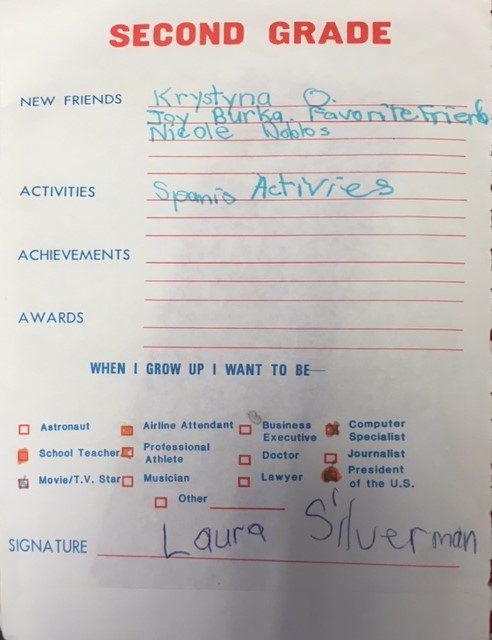 SECOND GRADE
NEW FRIENDS Krystyna O.
Joy Burka. Favorite Friend
Nicole Noblos
ACTIVITIES Spanis Activies
ACHIEVEMENTS
AWARDS
WHEN I GROW UP I WANT TO BE—
Astronaut Airline Attendant Business Executive Computer Specialist
School Teacher Professional Athlete Doctor Journalist
Movie/T.V. Star Musician Lawyer President of the U.S.
Other
SIGNATURE Laura Silverman